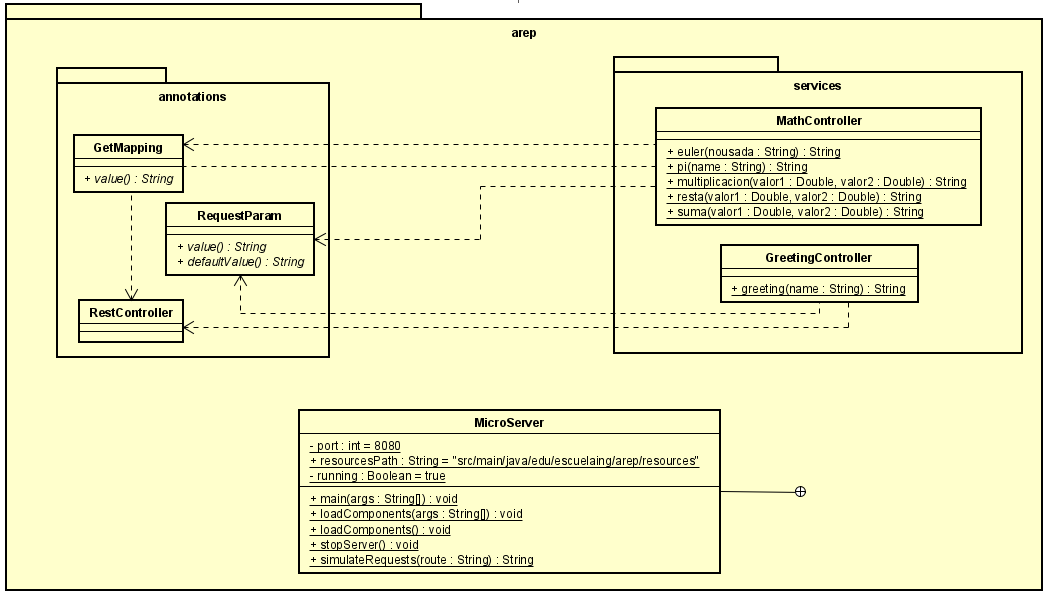 arep
annotations
GetMapping
+ value() : String
RequestParam
+ value() : String
+ defaultValue() : String
RestController
services
MathController
+ euler(nousada : String) : String
+ pi(name : String) : String
+ multiplicacion(valor1 : Double, valor2 : Double) : String
+ resta(valor1 : Double, valor2 : Double) : String
+ suma(valor1 : Double, valor2 : Double) : String
GreetingController
+ greeting(name : String) : String
MicroServer
- port : int = 8080
+ resourcesPath : String = "src/main/java/edu/escuelaing/arep/resources"
- running : Boolean = true
+ main(args : String[]) : void
+ loadComponents(args : String[]) : void
+ loadComponents() : void
+ stopServer() : void
+ simulateRequests(route : String) : String